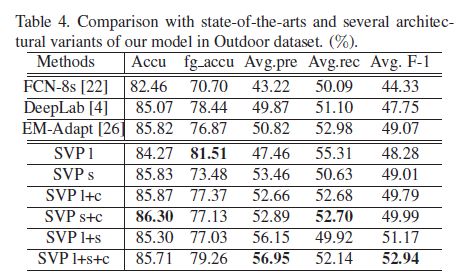 Table 4. Comparison with state-of-the-arts and several architec-
tural variants of our model in Outdoor dataset. (%).
Methods Accu fg_accu Avg.pre Avg.rec Avg. F-1
FCN-8s [22] 82.46 70.70 43.22 50.09 44.33
DeepLab [4] 85.07 78.44 49.87 51.10 47.75
EM-Adapt [26] 85.82 76.87 50.82 52.98 49.07
SVP l 84.27 81.51 47.46 55.31 48.28
SVP s 85.83 73.48 53.46 50.63 49.01
SVP l+c 85.87 77.37 52.66 52.68 49.79
SVP s+c 86.30 77.13 52.89 52.70 49.99
SVP l+s 85.30 77.03 56.15 49.92 51.17
SVP l+s+c 85.71 79.26 56.95 52.14 52.94